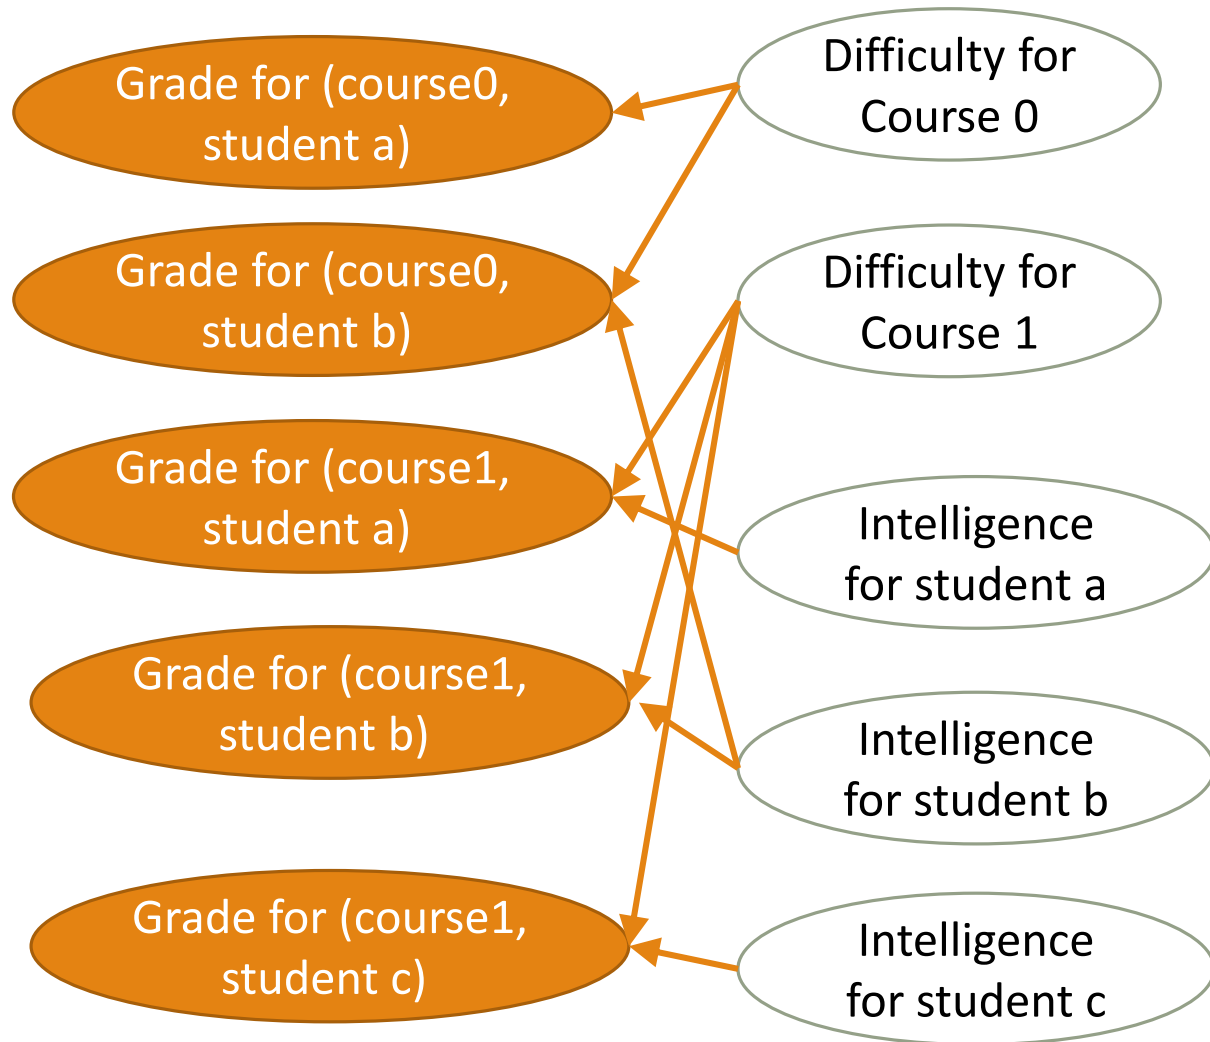 Grade for (course0,
student a)
Difficulty for
Course 0
Grade for (course0,
student b)
Difficulty for
Course 1
Grade for (course1,
student a)
Intelligence
for student a
Grade for (course1,
student b)
Intelligence
for student b
Grade for (course1,
student c)
Intelligence
for student c